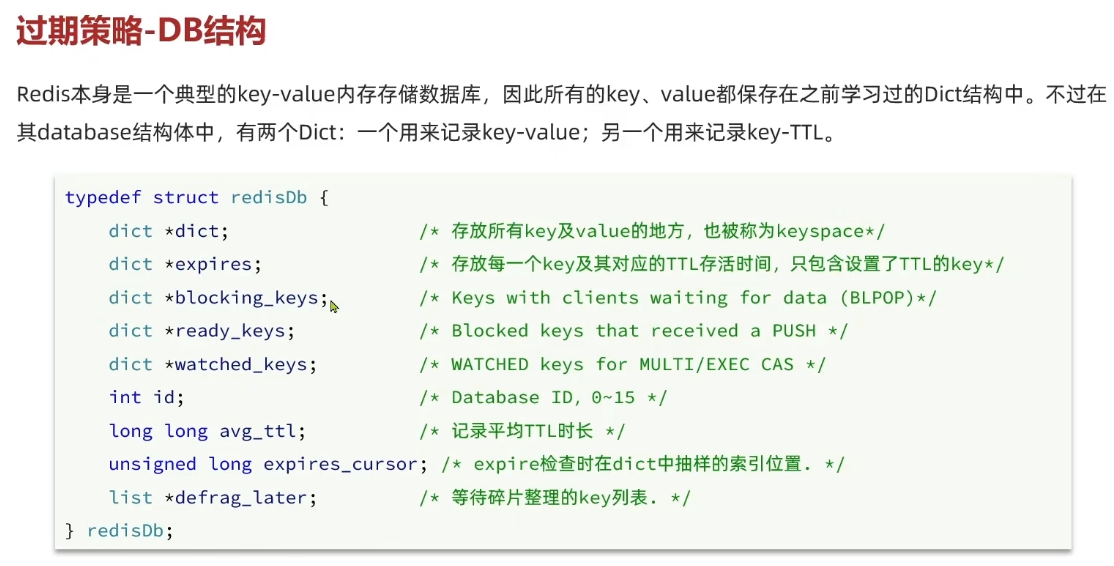 过期策略-DB结构
Redis本身是一个典型的key-value内存存储数据库，因此所有的key、value都保存在之前学习过的Dict结构中。不过在
其database结构体中，有两个Dict：一个用来记录key-value；另一个用来记录key-TTL。
typedef struct redisDb {
    dict *dict;                 /* 存放所有key及value的地方，也被称为keyspace*/
    dict *expires;              /* 存放每一个key及其对应的TTL存活时间，只包含设置了TTL的key*/
    dict *blocking_keys;        /* Keys with clients waiting for data (BLPOP)*/
    dict *ready_keys;           /* Blocked keys that received a PUSH */
    dict *watched_keys;         /* WATCHED keys for MULTI/EXEC CAS */
    int id;                     /* Database ID，0~15 */
    long long avg_ttl;          /* 记录平均TTL时长 */
    unsigned long expires_cursor; /* expire检查时在dict中抽样的索引位置. */
    list *defrag_later;         /* 等待碎片整理的key列表. */
} redisDb;